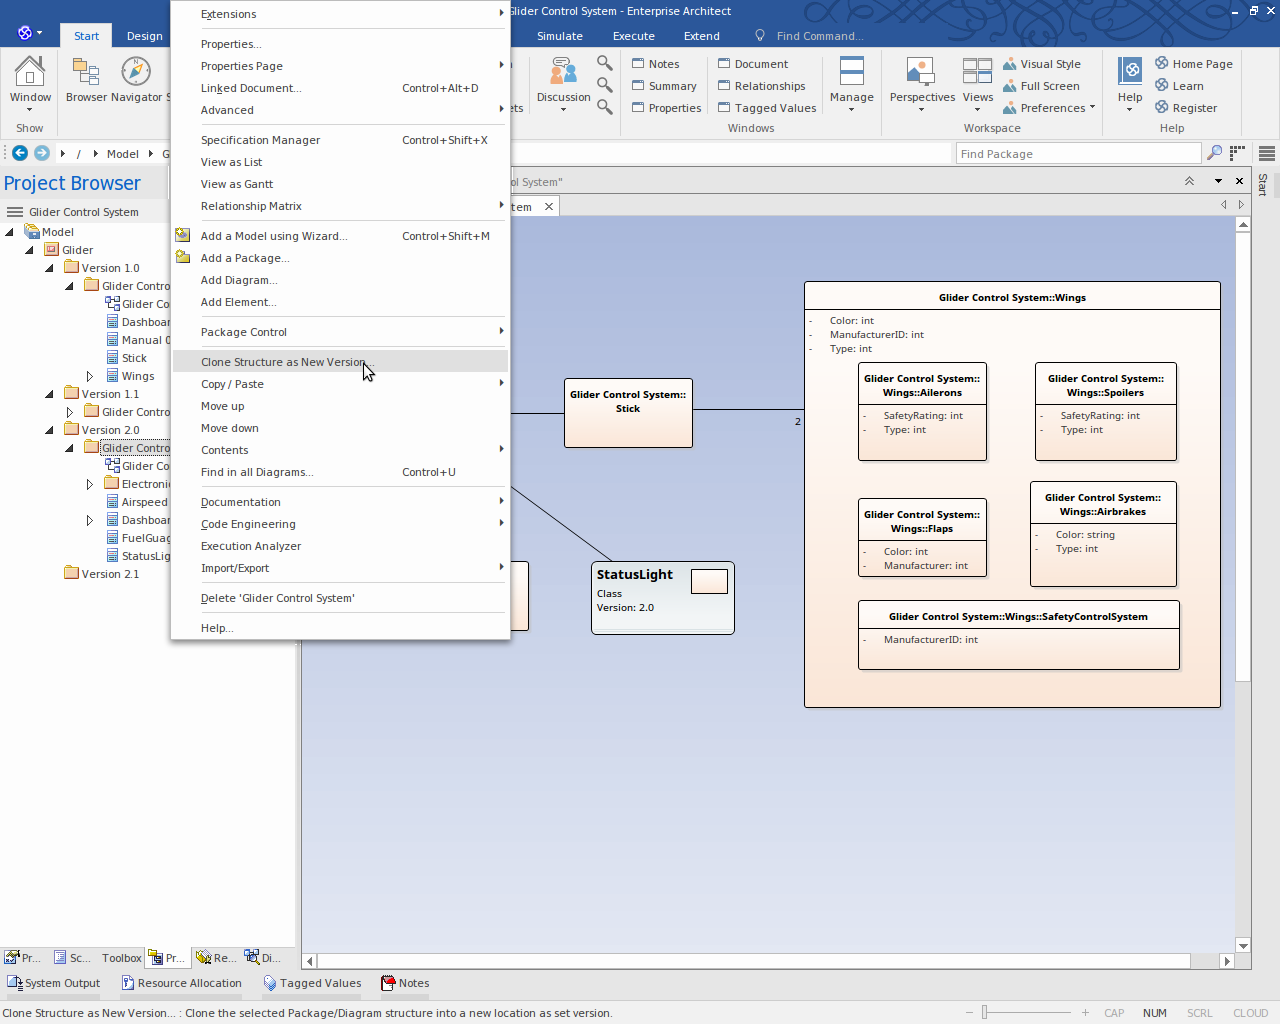 Glider Control System - Enterprise Architect
Start
Design
Simulate
Execute
Extend
Find Command...
Window
Browser
Navigator
Discussion
Notes
Summary
Properties
Document
Relationships
Tagged Values
Manage
Perspectives
Views
Visual Style
Full Screen
Preferences
Help
Home Page
Learn
Register
Show
Windows
Workspace
Help
/
Model
Find Package
Project Browser
Glider Control System
Model
Glider
Version 1.0
Glider Contro
Glider Co
Dashboar
Manual
Stick
Wings
Version 1.1
Glider Contro
Version 2.0
Glider Contro
Glider Co
Electroni
Airspeed
Dashboar
FuelGuag
StatusLig
Version 2.1
Extensions
Properties...
Properties Page
Linked Document... Control+Alt+D
Advanced
Specification Manager Control+Shift+X
View as List
View as Gantt
Relationship Matrix
Add a Model using Wizard... Control+Shift+M
Add a Package...
Add Diagram...
Add Element...
Package Control
Clone Structure as New Version...
Copy / Paste
Move up
Move down
Contents
Find in all Diagrams... Control+U
Documentation
Code Engineering
Execution Analyzer
Import/Export
Delete 'Glider Control System'
Help...
ol System"
tem
Start
Glider Control System::
Stick
2
StatusLight
Class
Version: 2.0
Glider Control System::Wings
- Color: int
- ManufacturerID: int
- Type: int
Glider Control System::
Wings::Ailerons
- SafetyRating: int
- Type: int
Glider Control System::
Wings::Spoilers
- SafetyRating: int
- Type: int
Glider Control System::
Wings::Flaps
- Color: int
- Manufacturer: int
Glider Control System::
Wings::Airbrakes
- Color: string
- Type: int
Glider Control System::Wings::SafetyControlSystem
- ManufacturerID: int
Pr...
Sc...
Toolbox
Pr...
Re...
Di...
System Output
Resource Allocation
Tagged Values
Notes
Clone Structure as New Version... : Clone the selected Package/Diagram structure into a new location as set version.
CAP
NUM
SCRL
CLOUD